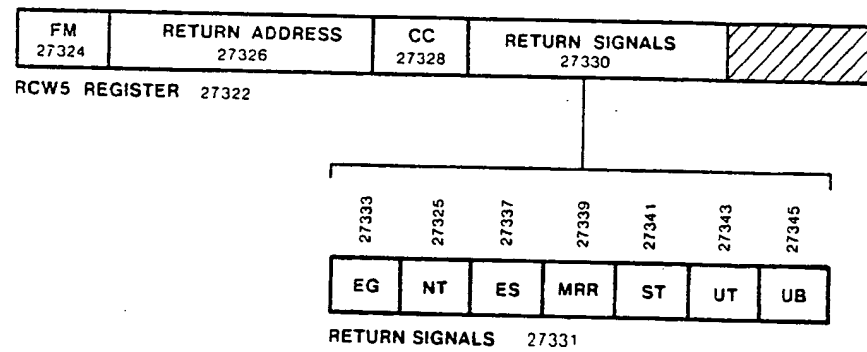 FM RETURN ADDRESS CC RETURN SIGNALS
27324 27326 27328 27330
RCW5 REGISTER 27322
27333 27325 27337 27339 27341 27343 27345
EG NT ES MRR ST UT UB
RETURN SIGNALS 27331